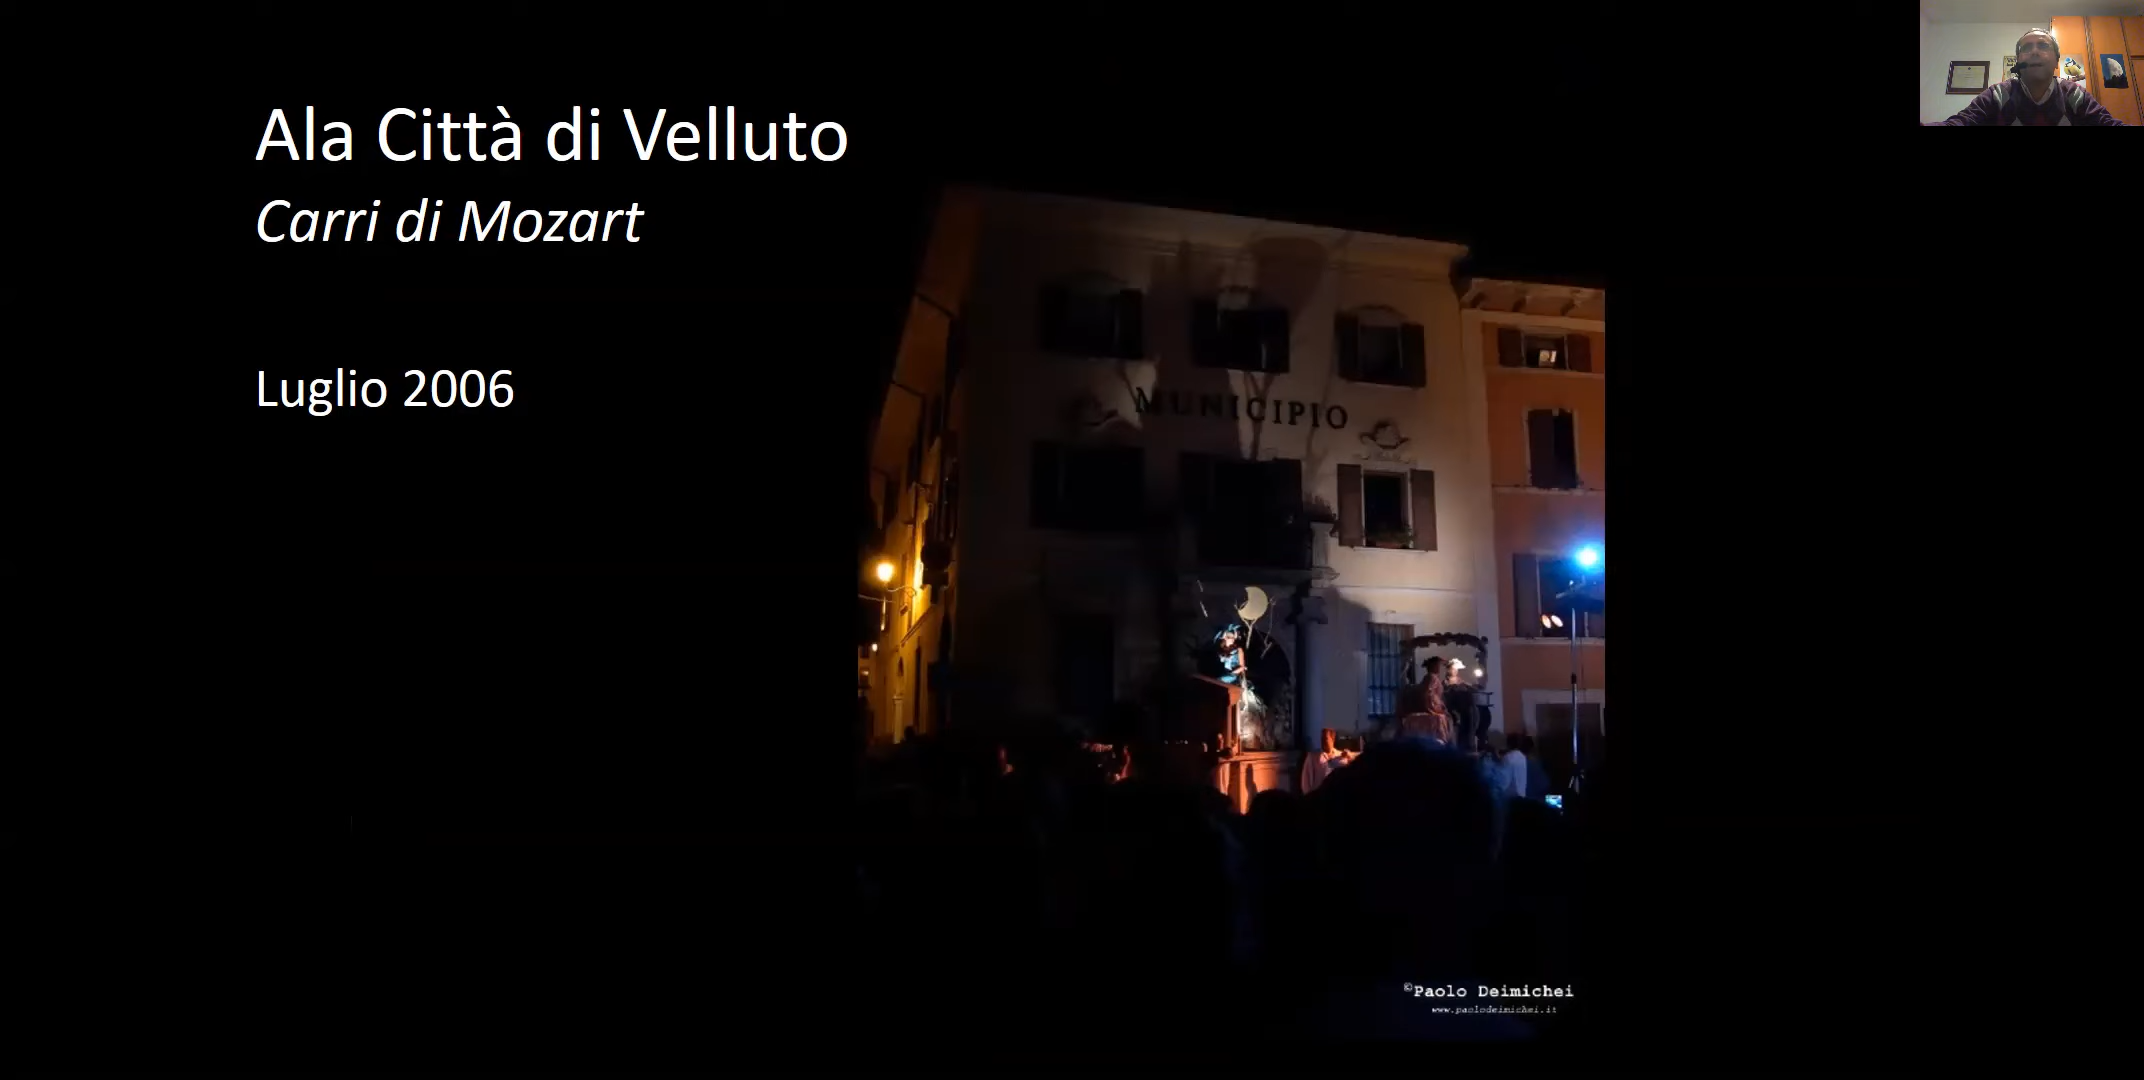 Ala Città di Velluto
Carri di Mozart
Luglio 2006
MUNICIPIO
©Paolo Deimichei
www.paolodeimichei.it